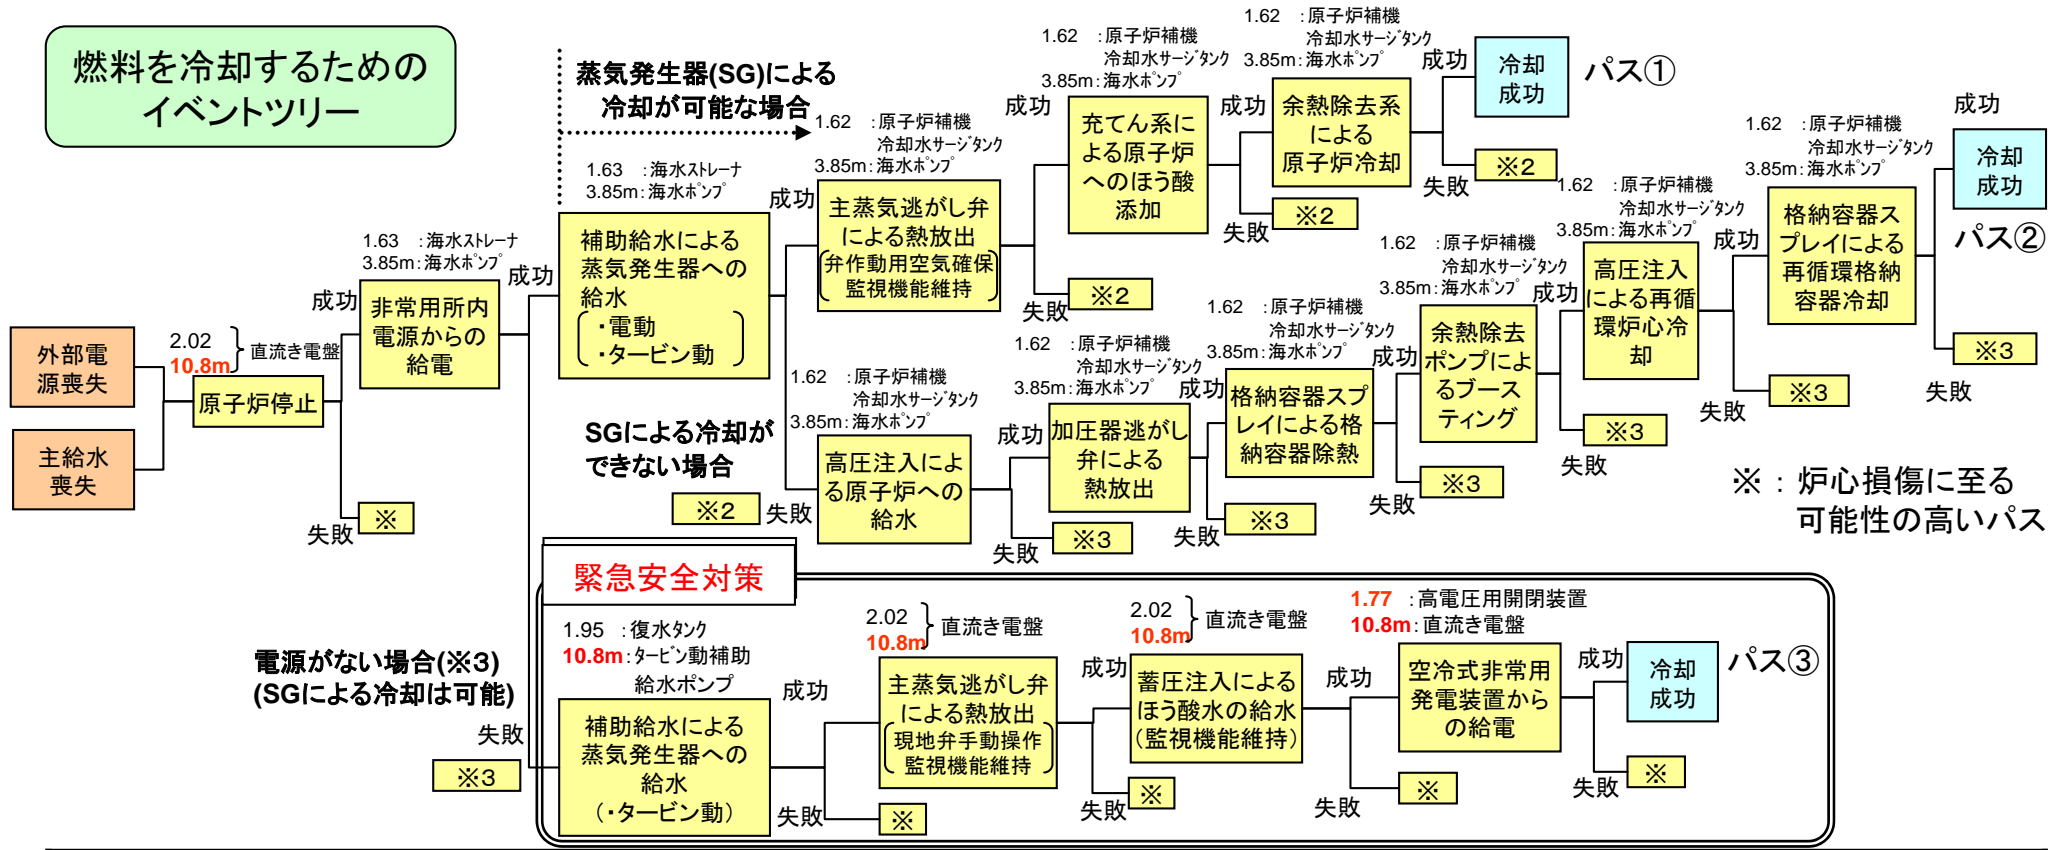 燃料を冷却するための
イベントツリー
蒸気発生器(SG)による
冷却が可能な場合
外部電
源喪失
主給水
喪失
2.02
10.8m
直流き電盤
原子炉停止
成功
失敗
※
1.63 :海水ストレーナ
3.85m:海水ポンプ
非常用所内
電源からの
給電
成功
失敗
※3
1.63 :海水ストレーナ
3.85m:海水ポンプ
補助給水による
蒸気発生器への
給水
・電動
・タービン動
成功
失敗
※2
1.62 :原子炉補機
冷却水サージタンク
3.85m:海水ポンプ
主蒸気逃がし弁
による熱放出
弁作動用空気確保
監視機能維持
成功
失敗
※2
1.62 :原子炉補機
冷却水サージタンク
3.85m:海水ポンプ
充てん系に
よる原子炉
へのほう酸
添加
成功
失敗
※2
1.62 :原子炉補機
冷却水サージタンク
3.85m:海水ポンプ
余熱除去系
による
原子炉冷却
成功
失敗
※2
冷却
成功
パス①
SGによる冷却が
できない場合
1.62 :原子炉補機
冷却水サージタンク
3.85m:海水ポンプ
高圧注入によ
る原子炉への
給水
成功
失敗
※3
1.62 :原子炉補機
冷却水サージタンク
3.85m:海水ポンプ
加圧器逃がし
弁による
熱放出
成功
失敗
※3
1.62 :原子炉補機
冷却水サージタンク
3.85m:海水ポンプ
格納容器スプ
レイによる格
納容器除熱
成功
失敗
※3
1.62 :原子炉補機
冷却水サージタンク
3.85m:海水ポンプ
余熱除去
ポンプによ
るブース
ティング
成功
失敗
※3
1.62 :原子炉補機
冷却水サージタンク
3.85m:海水ポンプ
高圧注入
による再循
環炉心冷
却
成功
失敗
※3
1.62 :原子炉補機
冷却水サージタンク
3.85m:海水ポンプ
格納容器ス
プレイによる
再循環格納
容器冷却
成功
失敗
※3
冷却
成功
パス②
※:炉心損傷に至る
可能性の高いパス
緊急安全対策
電源がない場合(※3)
(SGによる冷却は可能)
1.95 :復水タンク
10.8m:タービン動補助
給水ポンプ
補助給水による
蒸気発生器への
給水
(・タービン動)
成功
失敗
※
2.02
10.8m
直流き電盤
主蒸気逃がし弁
による熱放出
現地弁手動操作
監視機能維持
成功
失敗
※
2.02
10.8m
直流き電盤
蓄圧注入による
ほう酸水の給水
(監視機能維持)
成功
失敗
※
1.77 :高電圧用開閉装置
10.8m:直流き電盤
空冷式非常用
発電装置から
の給電
成功
失敗
※
冷却
成功
パス③